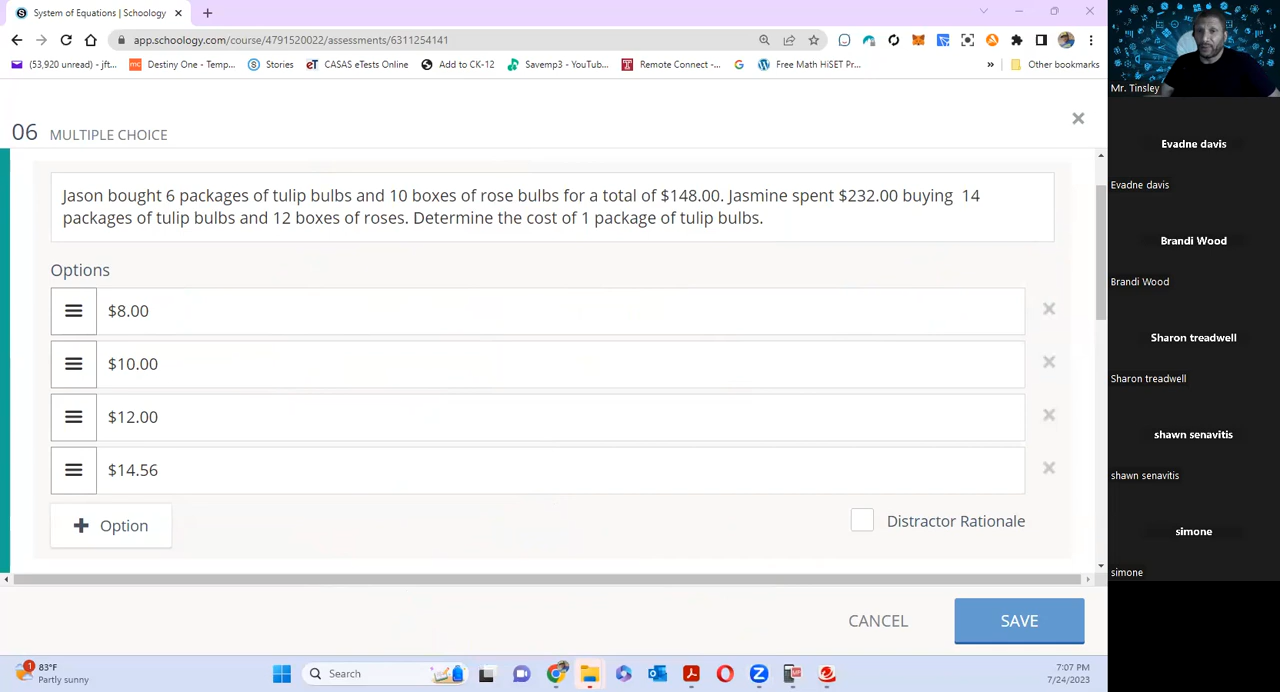 System of Equations | Schoology
app.schoology.com/course/4791520022/assessments/6311254141
(53,920 unread) - jft...
Destiny One - Temp...
Stories
CASAS eTests Online
Add to CK-12
Savemp3 - YouTub...
Remote Connect -...
Free Math HiSET Pr...
»
Other bookmarks
06 MULTIPLE CHOICE
Jason bought 6 packages of tulip bulbs and 10 boxes of rose bulbs for a total of $148.00. Jasmine spent $232.00 buying 14
packages of tulip bulbs and 12 boxes of roses. Determine the cost of 1 package of tulip bulbs.
Options
$8.00
$10.00
$12.00
$14.56
Option
Distractor Rationale
CANCEL
SAVE
Mr. Tinsley
Evadne davis
Evadne davis
Brandi Wood
Brandi Wood
Sharon treadwell
Sharon treadwell
shawn senavitis
shawn senavitis
simone
simone
1
83°F
Partly sunny
Search
7:07 PM
7/24/2023